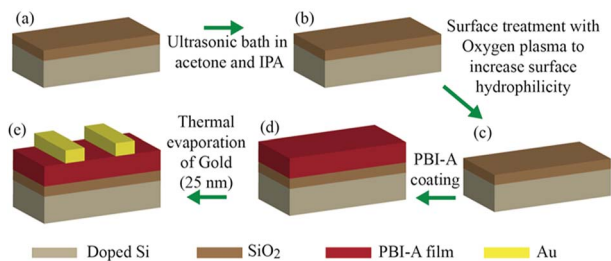 (a)
Ultrasonic bath in
acetone and IPA
(b)
Surface treatment with
Oxygen plasma to
increase surface
hydrophilicity
(c)
PBI-A
coating
(d)
Thermal
evaporation
of Gold
(25 nm)
(e)
Doped Si
SiO₂
PBI-A film
Au